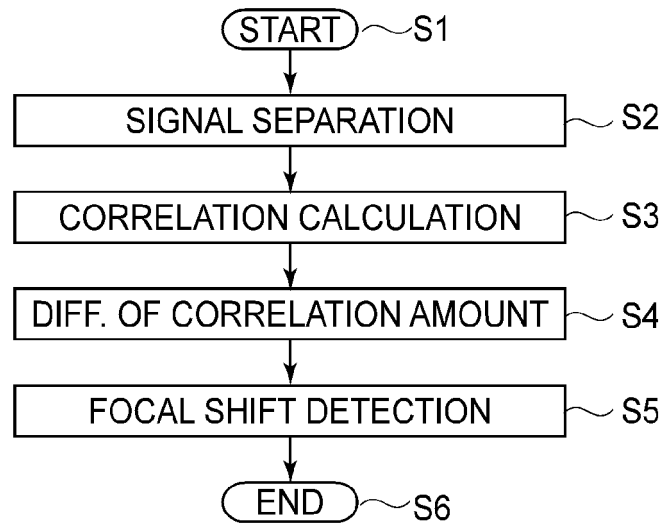 START S1
SIGNAL SEPARATION S2
CORRELATION CALCULATION S3
DIFF. OF CORRELATION AMOUNT S4
FOCAL SHIFT DETECTION S5
END S6